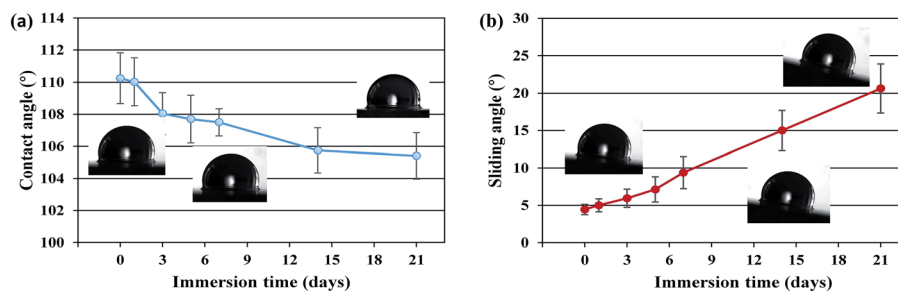 (a)
114
112
110
108
106
104
102
100
Contact angle (°)
0 3 6 9 12 15 18 21
Immersion time (days)
(b)
30
25
20
15
10
5
0
Sliding angle (°)
0 3 6 9 12 15 18 21
Immersion time (days)